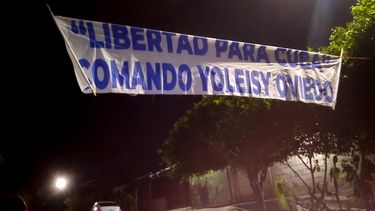 "LIBERTAD PARA CUBA"
COMANDO YOLEISY OVIEDO